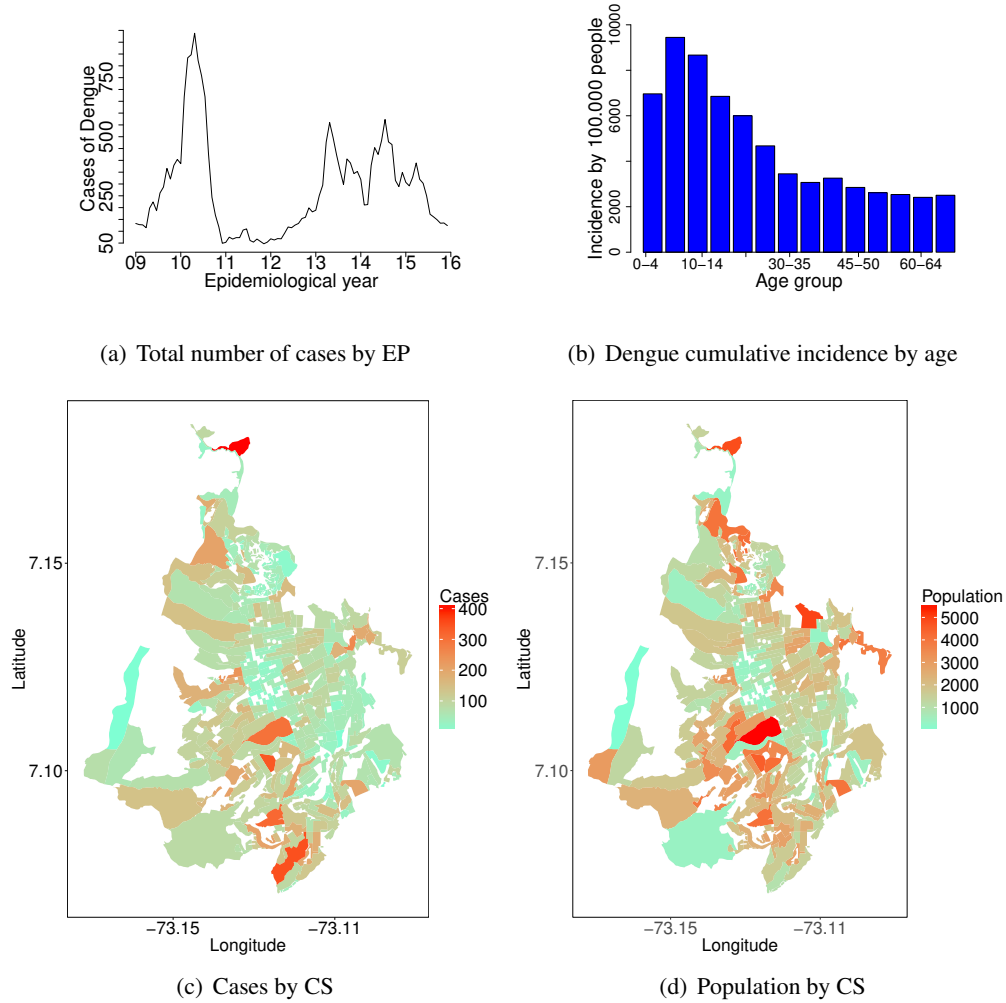 Cases of Dengue
50 250 500 750
09 10 11 12 13 14 15 16
Epidemiological year
(a) Total number of cases by EP
Incidence by 100.000 people
0 2000 6000 10000
0−4 10−14 30−35 45−50 60−64
Age group
(b) Dengue cumulative incidence by age
Latitude
7.15
7.10
−73.15 −73.11
Longitude
Cases
400
300
200
100
(c) Cases by CS
Latitude
7.15
7.10
−73.15 −73.11
Longitude
Population
5000
4000
3000
2000
1000
(d) Population by CS